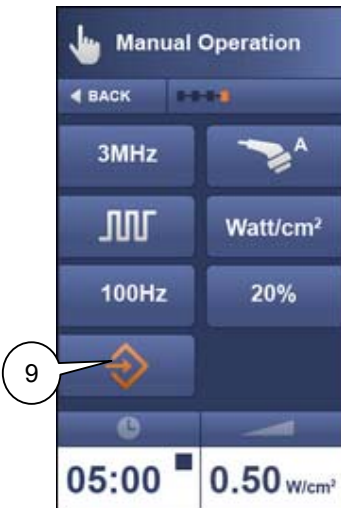 Manual Operation
BACK
3MHz
A
Watt/cm²
100Hz
20%
9
05:00
0.50 W/cm²